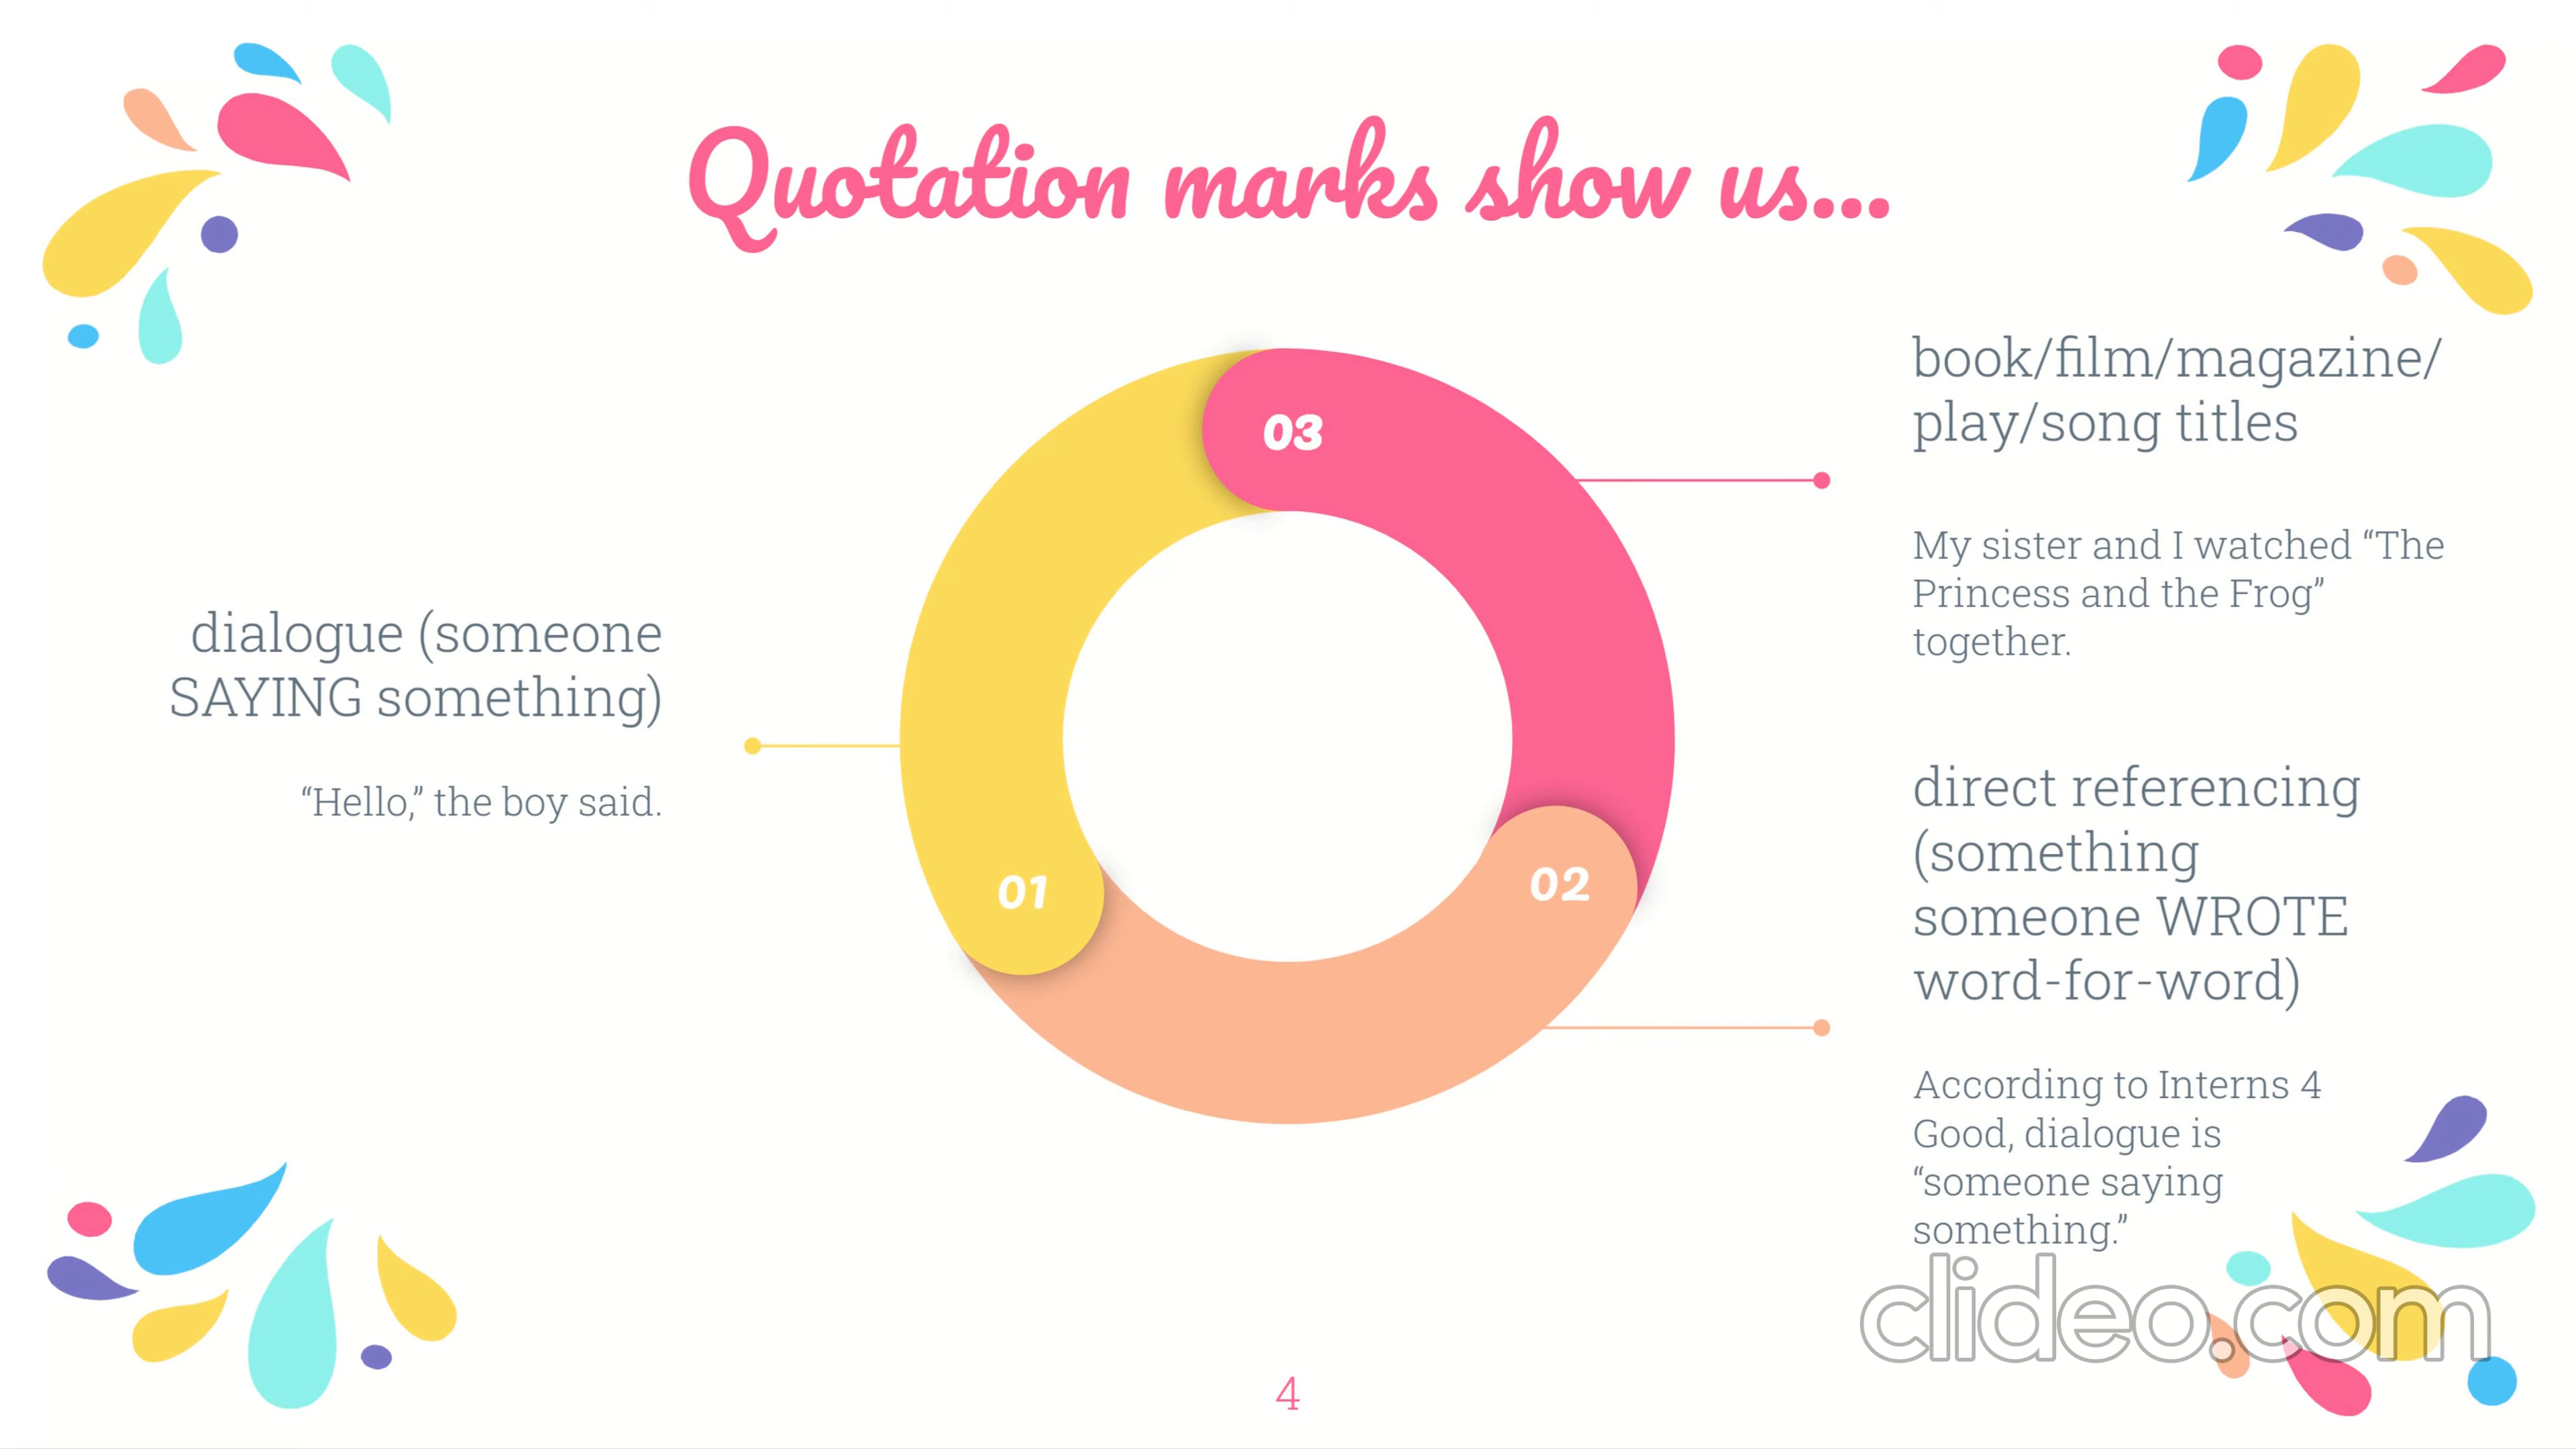 Quotation marks show us...
dialogue (someone
SAYING something)
“Hello,” the boy said.
01
03
02
book/film/magazine/
play/song titles
My sister and I watched “The
Princess and the Frog”
together.
direct referencing
(something
someone WROTE
word-for-word)
According to Interns 4
Good, dialogue is
“someone saying
something.”
clideo.com
4